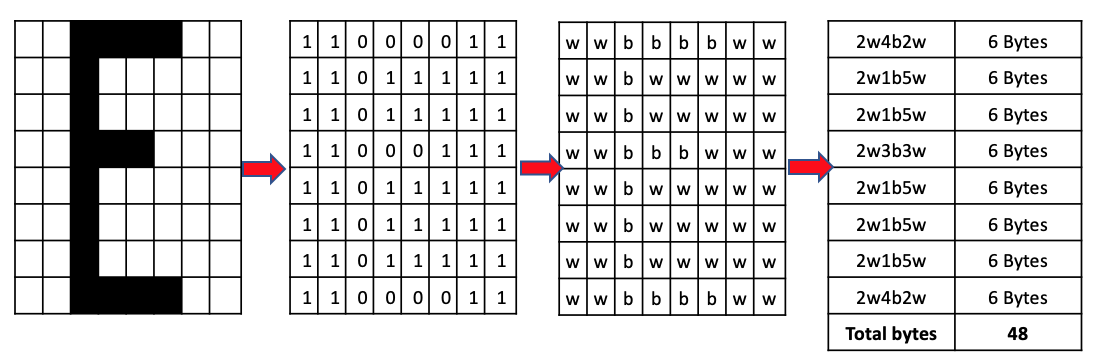 1 1 0 0 0 0 1 1 w w b b b b w w 2w4b2w 6 Bytes
1 1 0 1 1 1 1 1 w w b w w w w w 2w1b5w 6 Bytes
1 1 0 1 1 1 1 1 w w b w w w w w 2w1b5w 6 Bytes
1 1 0 0 0 1 1 1 w w b b b w w w 2w3b3w 6 Bytes
1 1 0 1 1 1 1 1 w w b w w w w w 2w1b5w 6 Bytes
1 1 0 1 1 1 1 1 w w b w w w w w 2w1b5w 6 Bytes
1 1 0 1 1 1 1 1 w w b w w w w w 2w1b5w 6 Bytes
1 1 0 0 0 0 1 1 w w b b b b w w 2w4b2w 6 Bytes
Total bytes 48